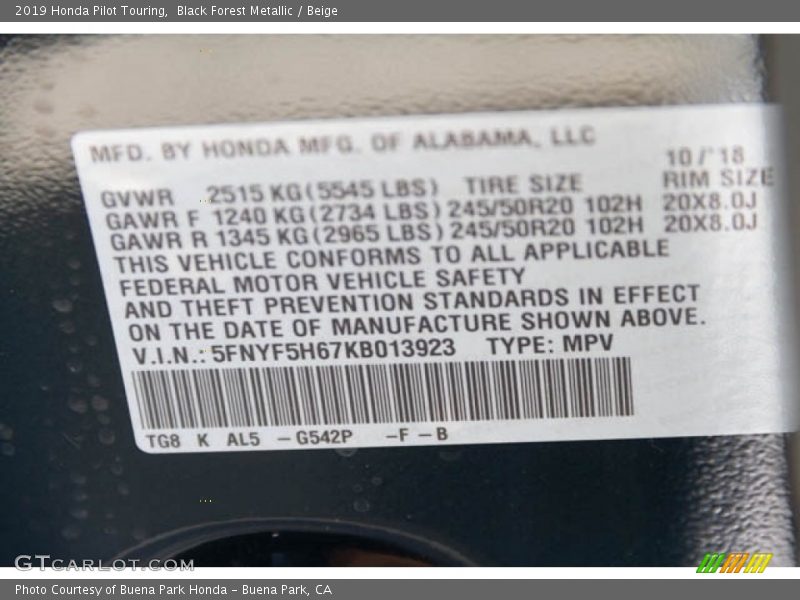 2019 Honda Pilot Touring,  Black Forest Metallic / Beige
MFD. BY HONDA MFG. OF ALABAMA, LLC
10/'18
GVWR 2515 KG(5545 LBS) TIRE SIZE RIM SIZE
GAWR F 1240 KG(2734 LBS) 245/50R20 102H 20X8.0J
GAWR R 1345 KG(2965 LBS) 245/50R20 102H 20X8.0J
THIS VEHICLE CONFORMS TO ALL APPLICABLE
FEDERAL MOTOR VEHICLE SAFETY
AND THEFT PREVENTION STANDARDS IN EFFECT
ON THE DATE OF MANUFACTURE SHOWN ABOVE.
V.I.N.: 5FNYF5H67KB013923 TYPE: MPV
TG8 K AL5 -G542P -F-B
GTCARLOT.COM
Photo Courtesy of Buena Park Honda - Buena Park, CA